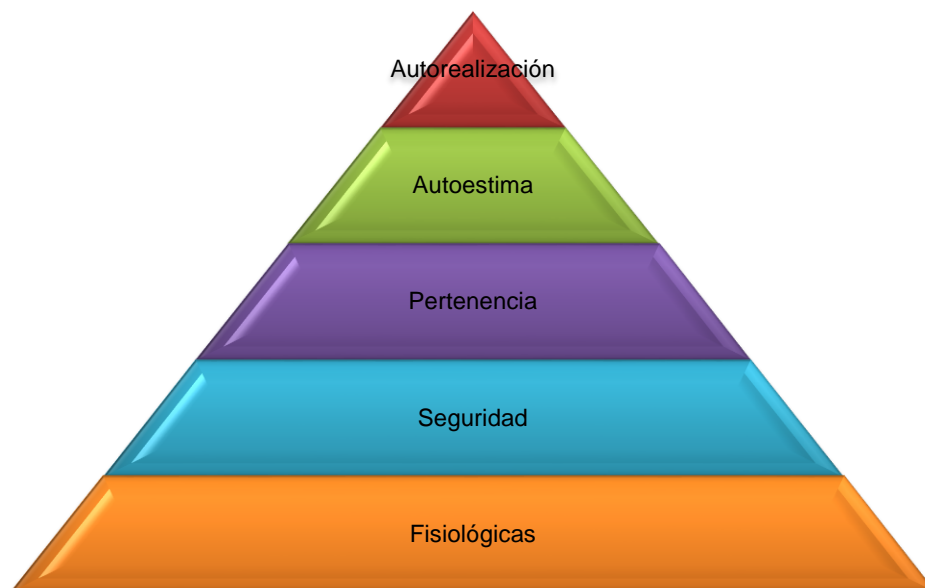 Autorealización
Autoestima
Pertenencia
Seguridad
Fisiológicas